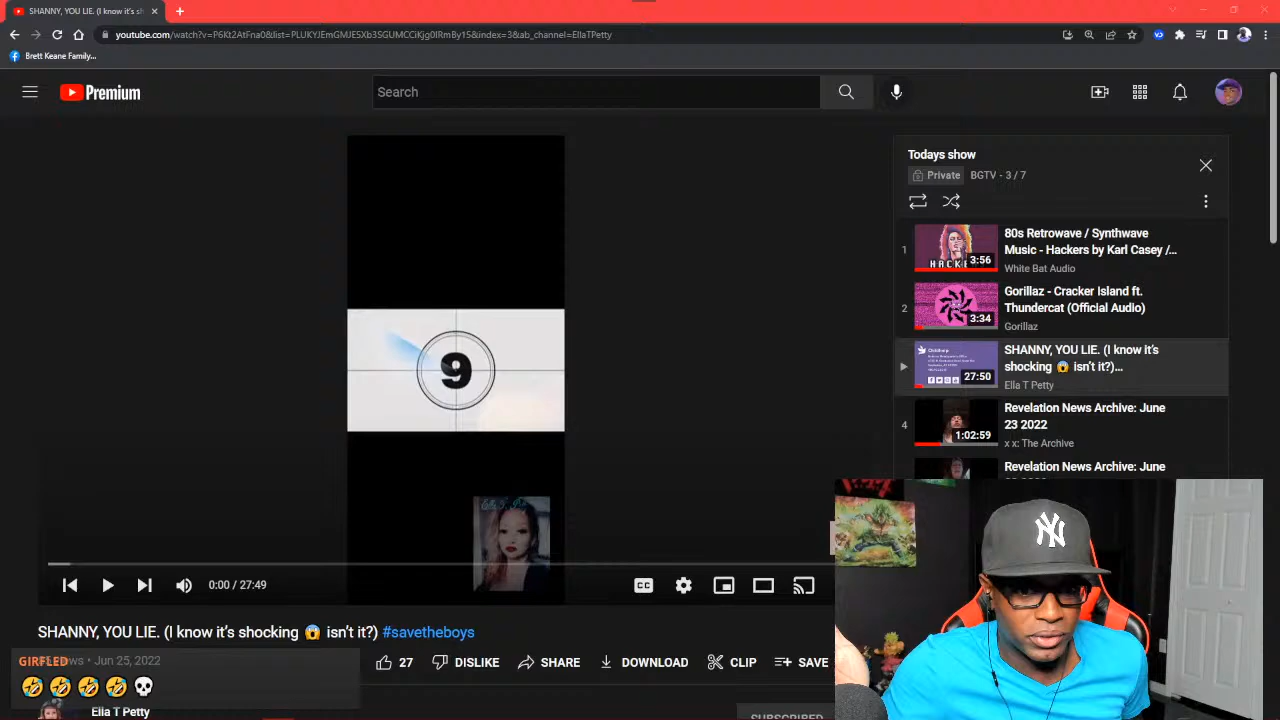 SHANNY, YOU LIE. (I know it's sh
youtube.com/watch?v=P6Kt2AtFna0&list=PLUKYJEmGMJE5Xb3SGUMCCiKjg0IRmBy15&index=3&ab_channel=EllaTPetty
Brett Keane Family...
Premium
Search
Todays show
Private
BGTV - 3 / 7
1
80s Retrowave / Synthwave
Music - Hackers by Karl Casey /...
White Bat Audio
HACKE
3:56
2
Gorillaz - Cracker Island ft.
Thundercat (Official Audio)
Gorillaz
3:34
SHANNY, YOU LIE. (I know it's
shocking 😱 isn't it?)...
Ella T Petty
27:50
4
Revelation News Archive: June
23 2022
x x: The Archive
1:02:59
Revelation News Archive: June
9
0:00 / 27:49
CC
NY
SHANNY, YOU LIE. (I know it's shocking 😱 isn't it?) #savetheboys
GIRFLED
Jun 25, 2022
🤣 🤣 🤣 🤣 💀
27
DISLIKE
SHARE
DOWNLOAD
CLIP
SAVE
Ella T Petty
SUBSCRIBED